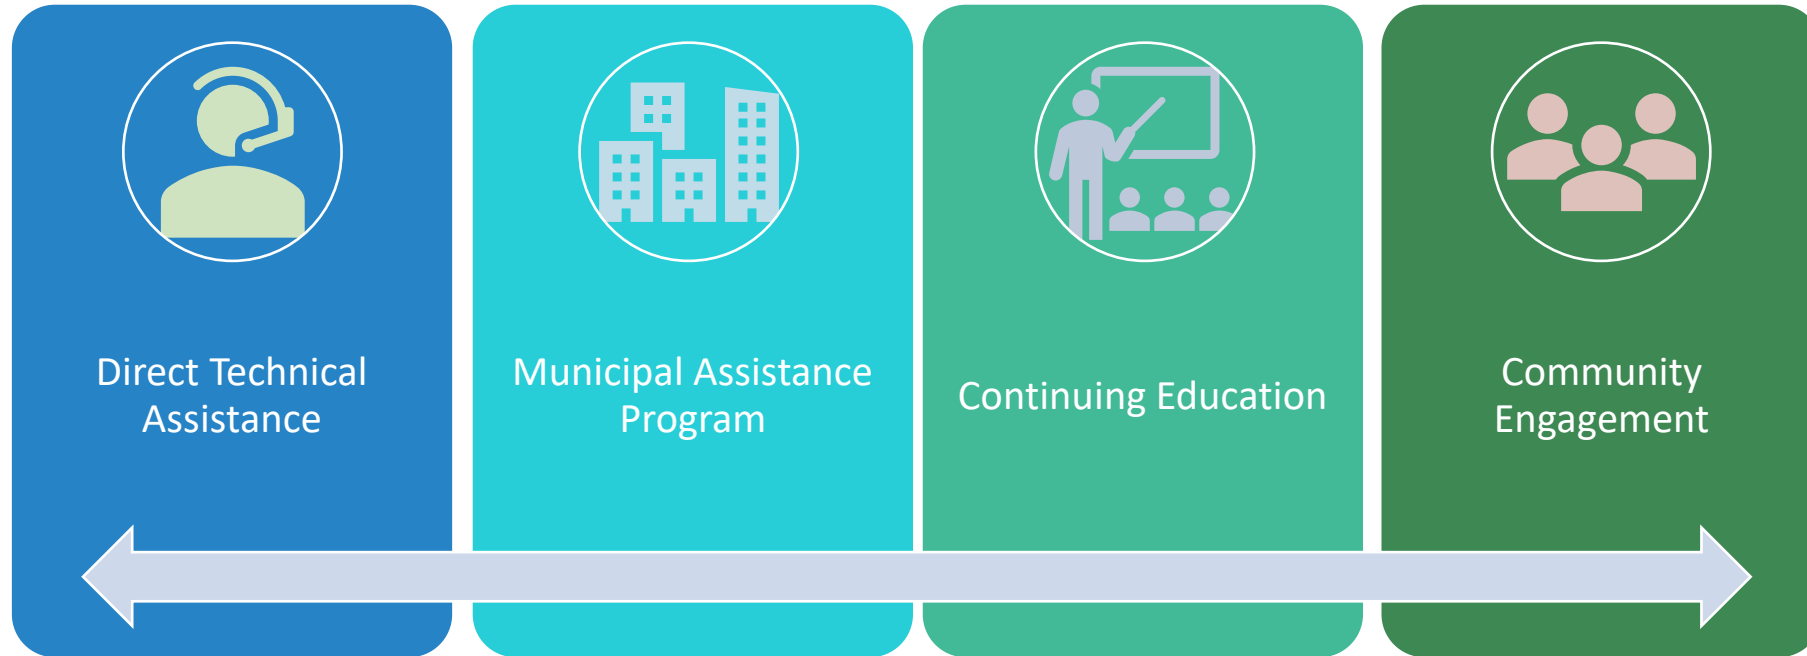 Direct Technical
Assistance
Municipal Assistance
Program
Continuing Education
Community
Engagement